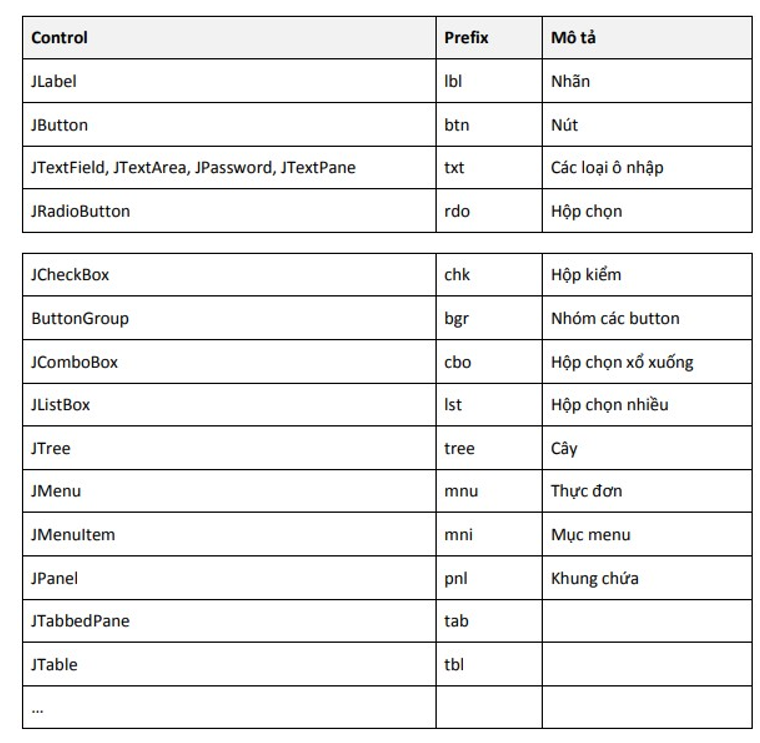 Control Prefix Mô tả
JLabel lbl Nhãn
JButton btn Nút
JTextField, JTextArea, JPassword, JTextPane txt Các loại ô nhập
JRadioButton rdo Hộp chọn
JCheckBox chk Hộp kiểm
ButtonGroup bgr Nhóm các button
JComboBox cbo Hộp chọn xổ xuống
JListBox lst Hộp chọn nhiều
JTree tree Cây
JMenu mnu Thực đơn
JMenuItem mni Mục menu
JPanel pnl Khung chứa
JTabbedPane tab
JTable tbl
…